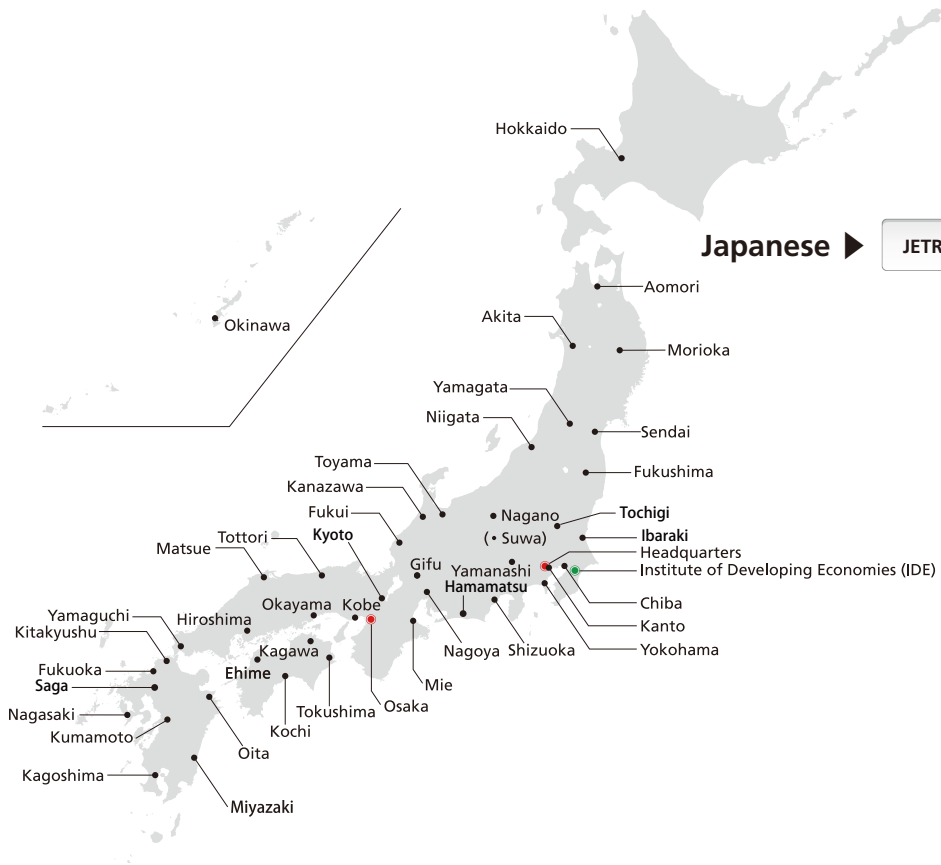 Hokkaido
Japanese ▶ JETR
Aomori
Okinawa
Akita
Morioka
Yamagata
Niigata
Sendai
Toyama
Fukushima
Kanazawa
Fukui
Nagano
Tochigi
Kyoto
(• Suwa)
Ibaraki
Tottori
Matsue
Headquarters
Gifu
Yamanashi
Institute of Developing Economies (IDE)
Hamamatsu
Chiba
Okayama
Kobe
Yamaguchi
Hiroshima
Kanto
Kitakyushu
Kagawa
Nagoya
Shizuoka
Yokohama
Fukuoka
Ehime
Saga
Mie
Tokushima
Osaka
Nagasaki
Kochi
Kumamoto
Oita
Kagoshima
Miyazaki